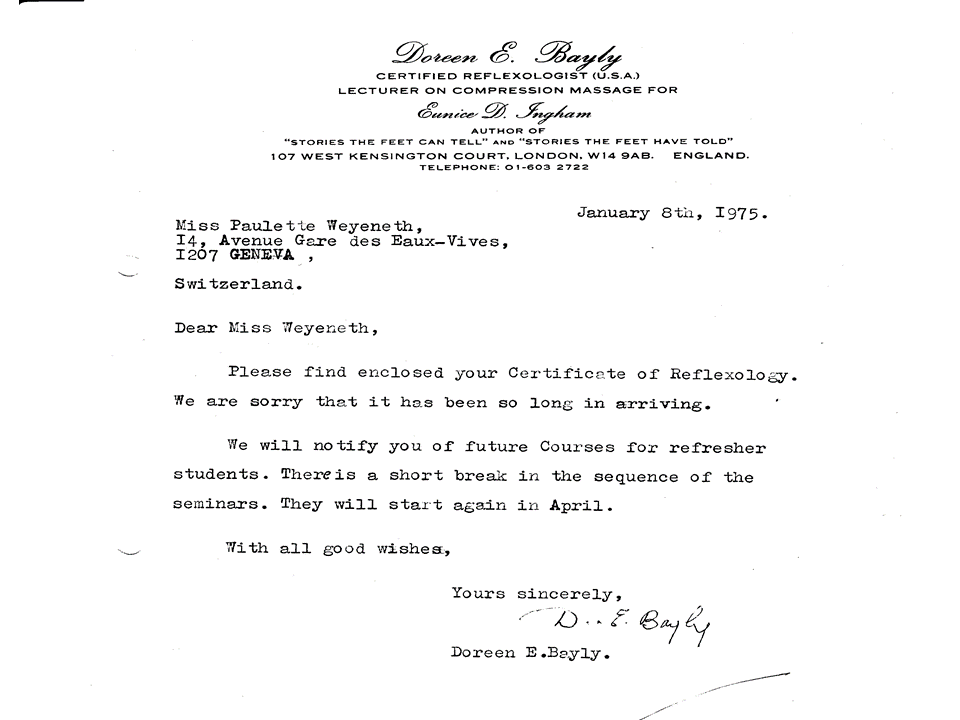 Doreen E. Bayly
CERTIFIED REFLEXOLOGIST (U.S.A.)
LECTURER ON COMPRESSION MASSAGE FOR
Eunice D. Ingham
AUTHOR OF
"STORIES THE FEET CAN TELL" AND "STORIES THE FEET HAVE TOLD"
107 WEST KENSINGTON COURT, LONDON, W14 9AB. ENGLAND.
TELEPHONE: 01-603 2722
January 8th, I975.
Miss Paulette Weyeneth,
I4, Avenue Gare des Eaux-Vives,
I207 GENEVA ,
Switzerland.
Dear Miss Weyeneth,
Please find enclosed your Certificate of Reflexology.
We are sorry that it has been so long in arriving.
We will notify you of future Courses for refresher
students. There is a short break in the sequence of the
seminars. They will start again in April.
With all good wishes,
Yours sincerely,
D. E. Bayly
Doreen E.Bayly.